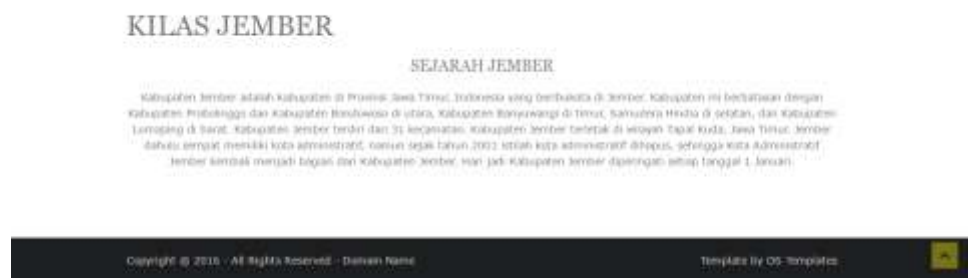 KILAS JEMBER
SEJARAH JEMBER
Kabupaten Jember adalah Kabupaten di Provinsi Jawa Timur, Indonesia yang beribukota di Jember. Kabupaten ini berbatasan dengan
Kabupaten Probolinggo dan Kabupaten Bondowoso di utara, Kabupaten Banyuwangi di timur, Samudera Hindia di selatan, dan Kabupaten
Lumajang di barat. Kabupaten Jember terdiri dari 31 kecamatan. Kabupaten Jember terletak di wilayah Tapal Kuda, Jawa Timur. Jember
dahulu sempat memiliki kota administratif, namun sejak tahun 2001 istilah kota administratif dihapus, sehingga Kota Administratif
Jember kembali menjadi bagian dari Kabupaten Jember. Hari jadi Kabupaten Jember diperingati setiap tanggal 1 Januari.
Copyright @ 2016 - All Rights Reserved - Domain Name
Template by OS Templates